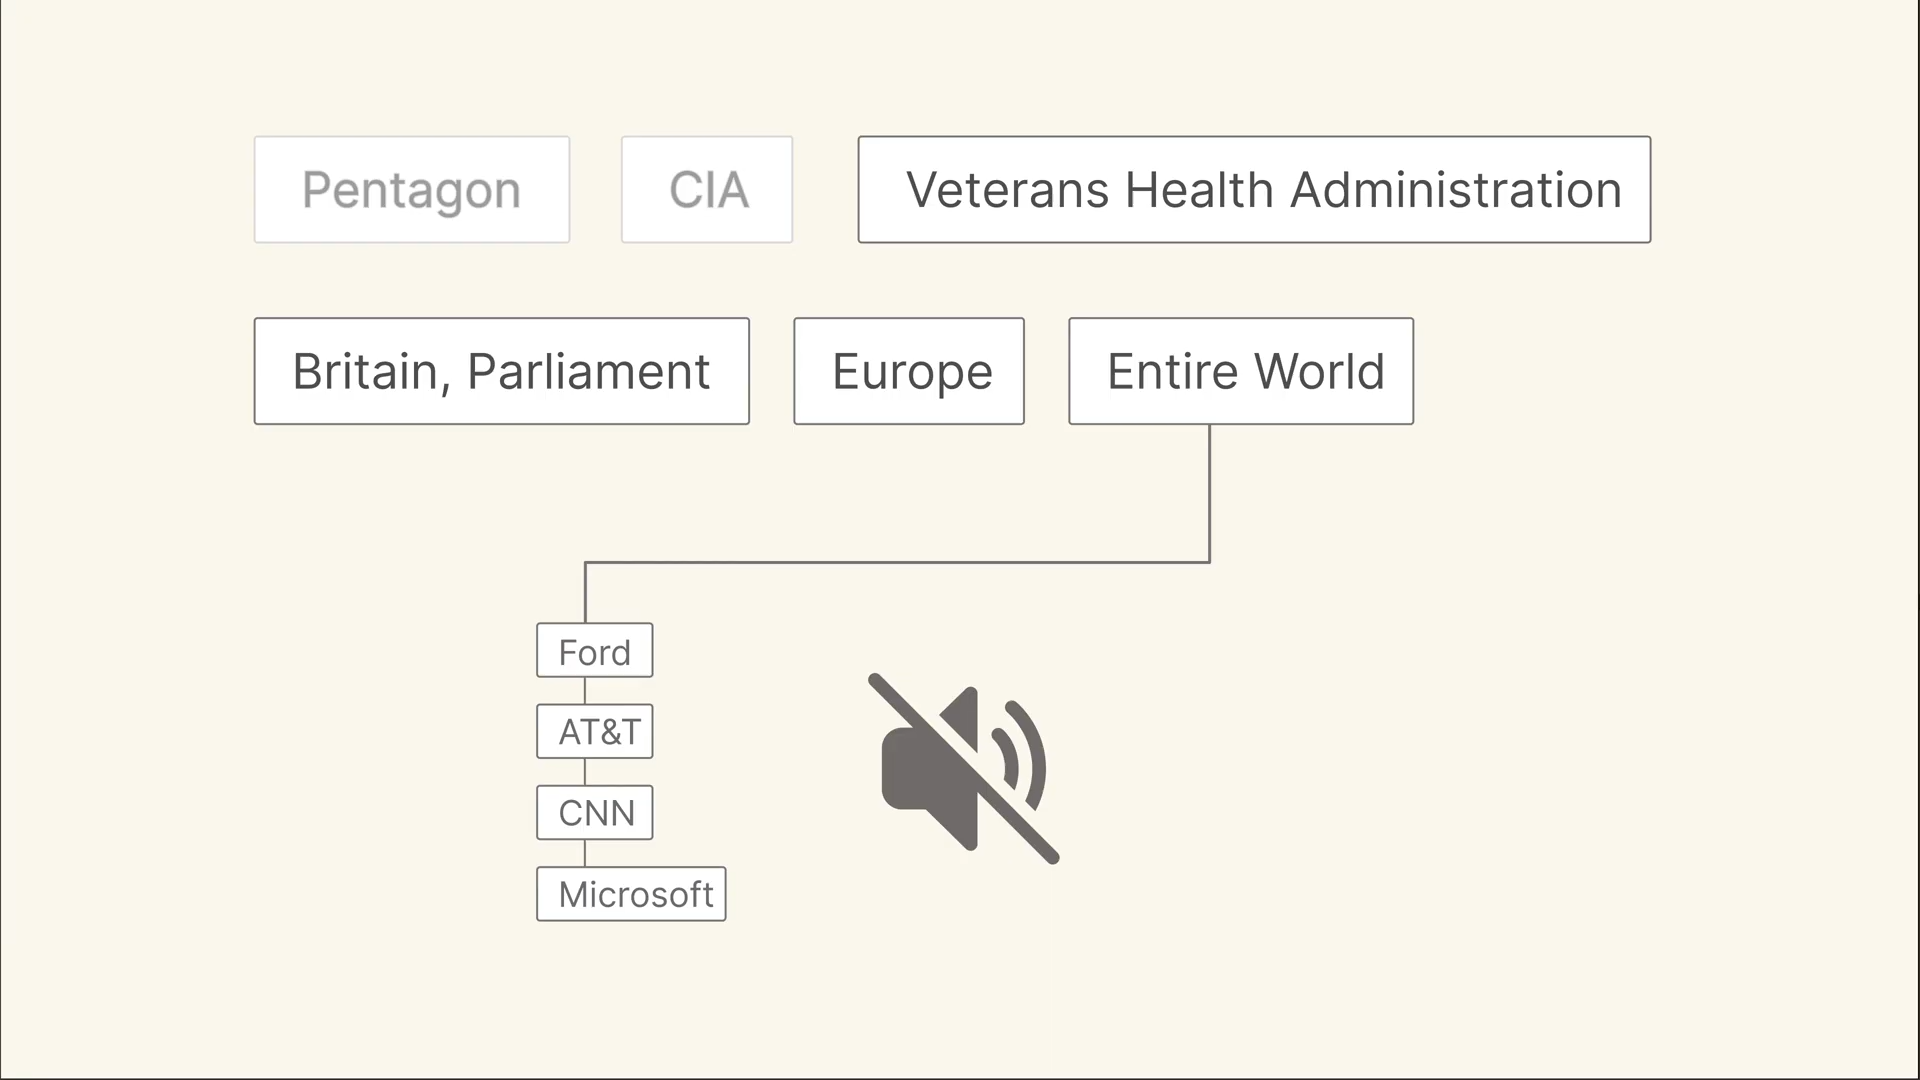 Pentagon
CIA
Veterans Health Administration
Britain, Parliament
Europe
Entire World
Ford
AT&T
CNN
Microsoft